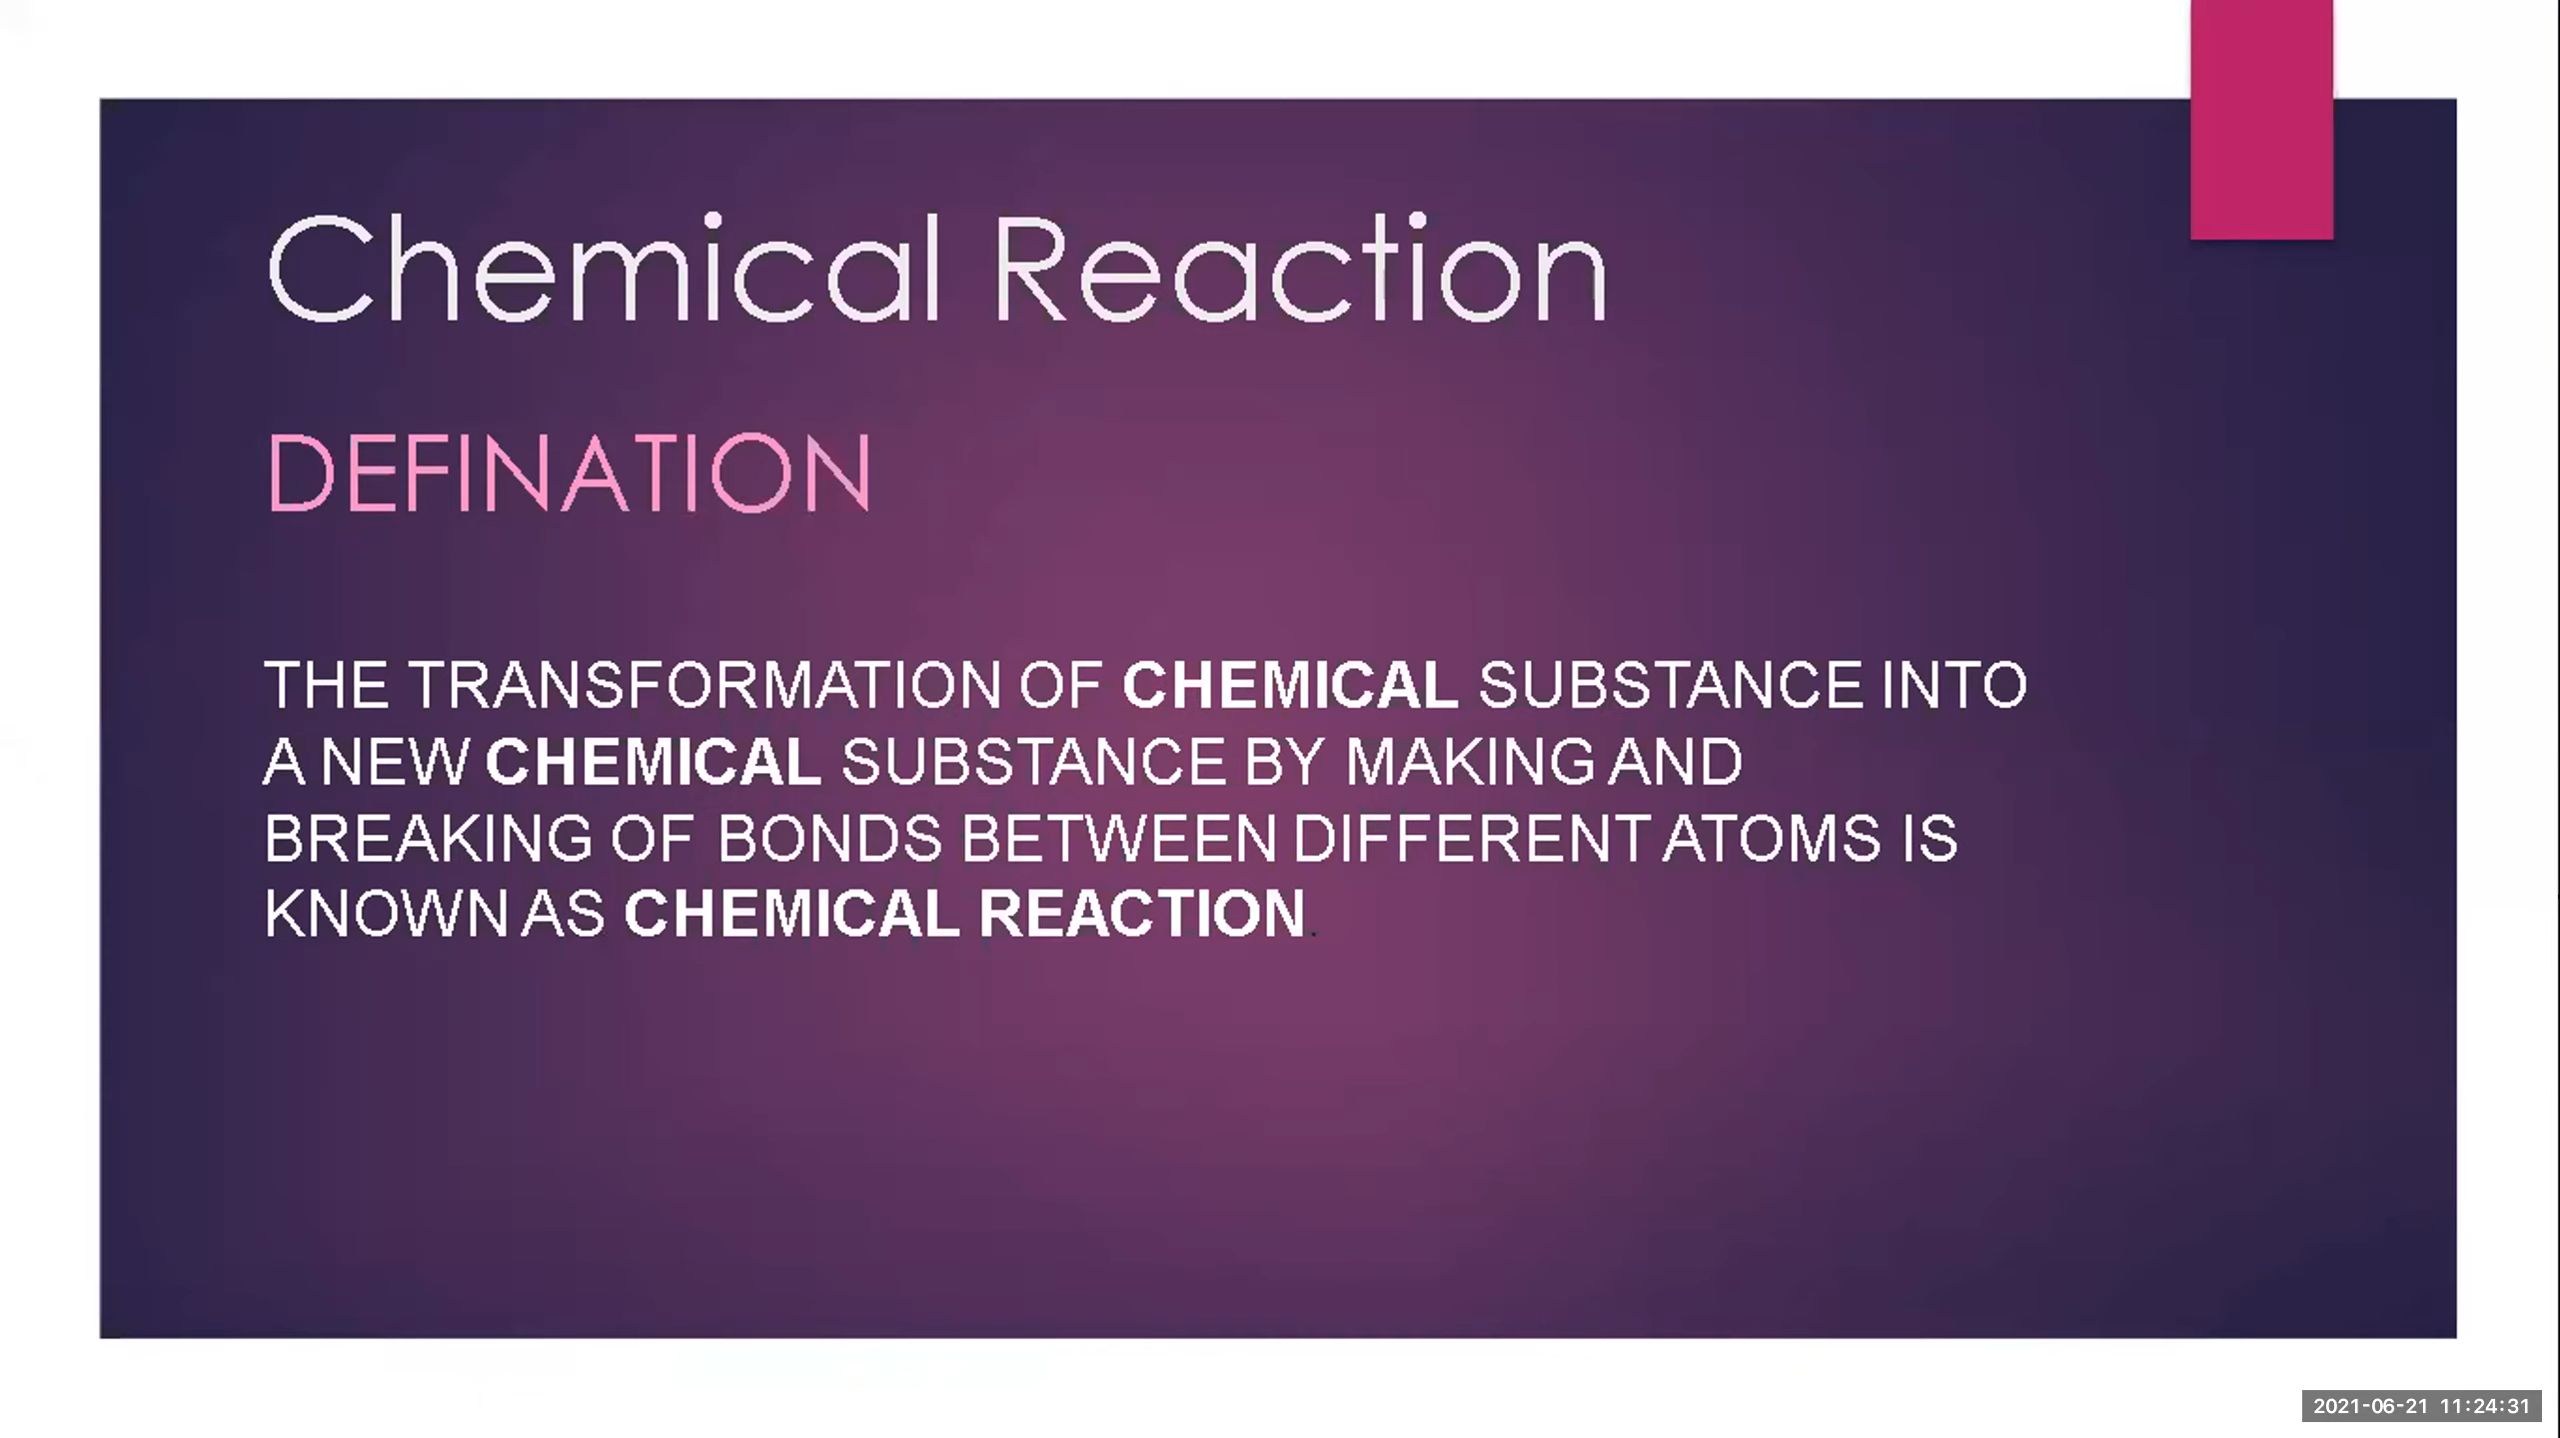 Chemical Reaction
DEFINATION
THE TRANSFORMATION OF CHEMICAL SUBSTANCE INTO
A NEW CHEMICAL SUBSTANCE BY MAKING AND
BREAKING OF BONDS BETWEEN DIFFERENT ATOMS IS
KNOWN AS CHEMICAL REACTION.
2021-06-21 11:24:31